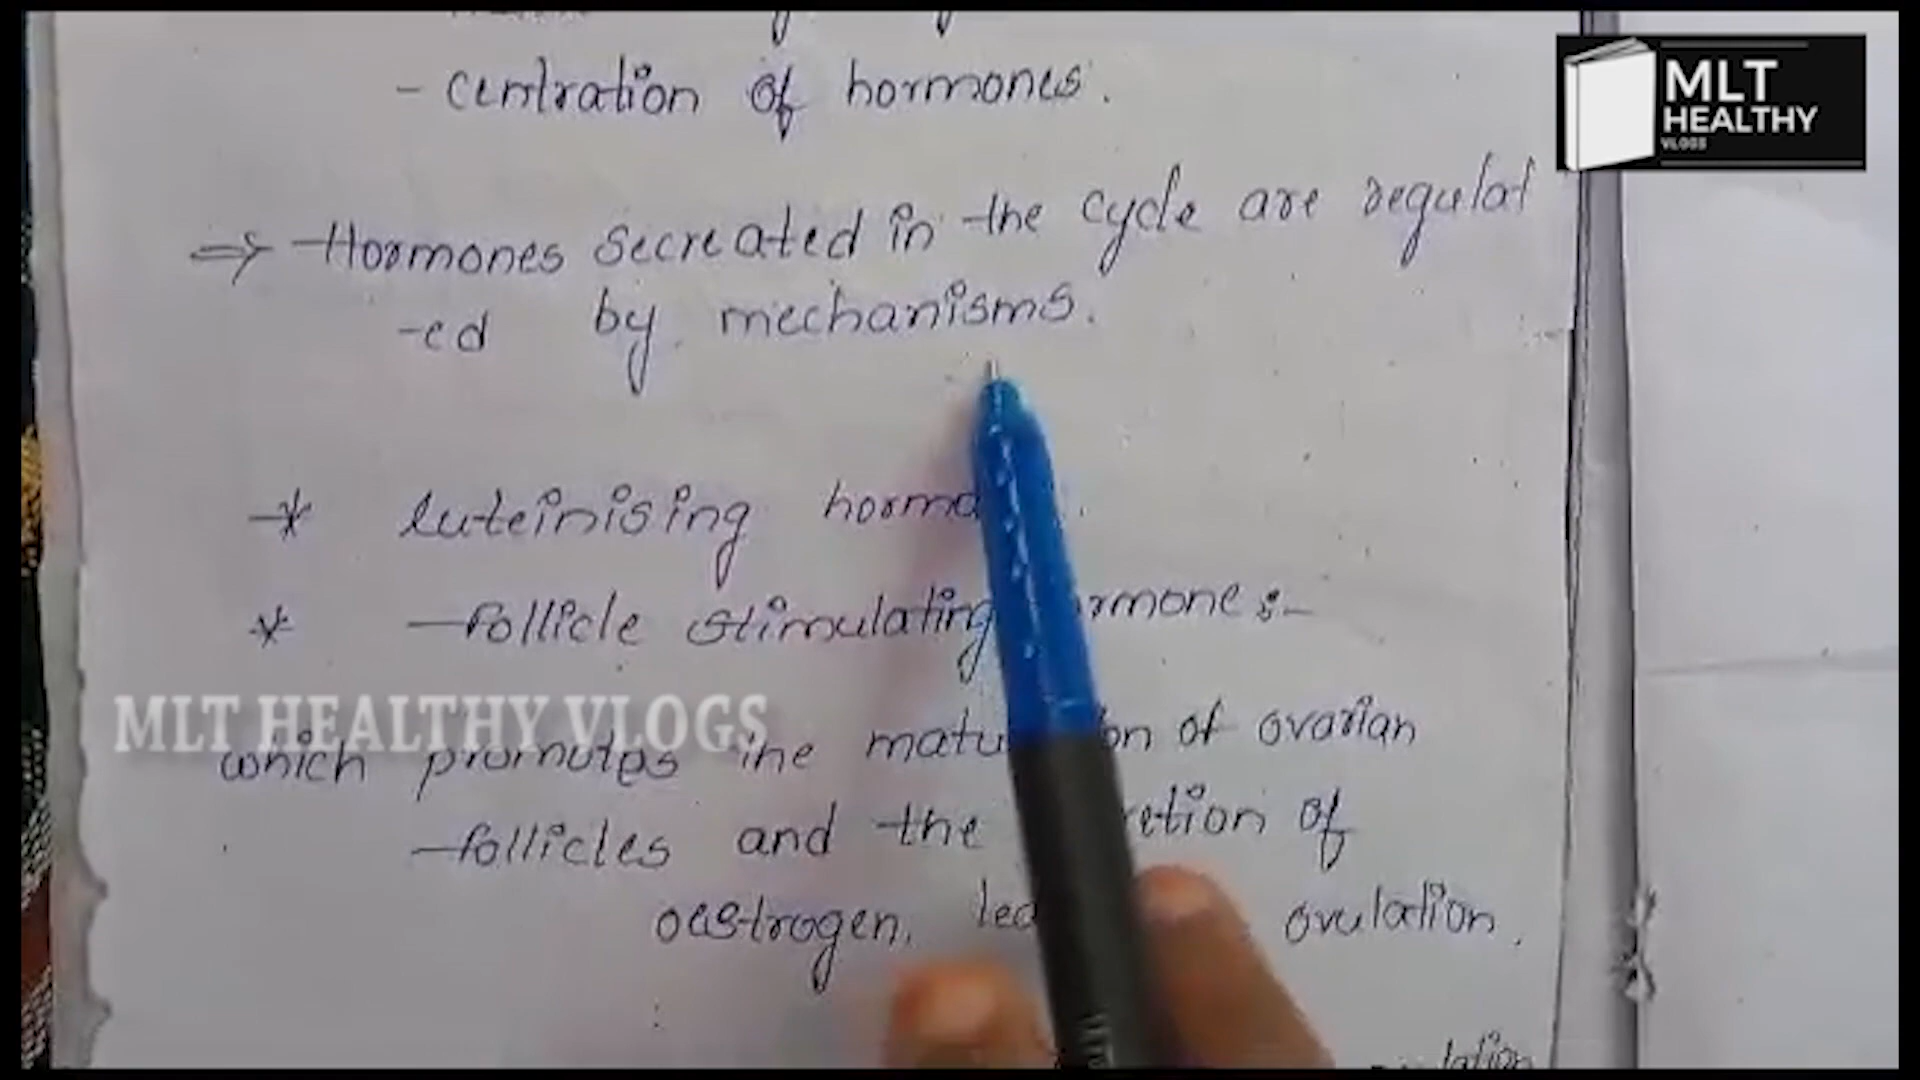 - centration of hormones.
⇒ Hormones secreated in the cycle are regulat
-ed by mechanisms.
* luteinising
* follicle stimulating :-
which promotes the of ovarian
follicles and the of
oestrogen, ovulation.
MLT
HEALTHY
VLOGS
MLT HEALTHY VLOGS